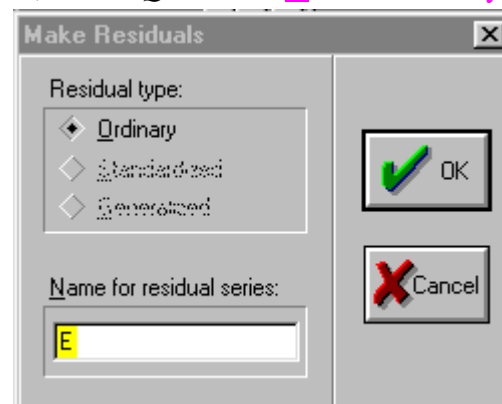 Make Residuals
Residual type:
Ordinary
Standardized
Generalized
OK
Cancel
Name for residual series:
E